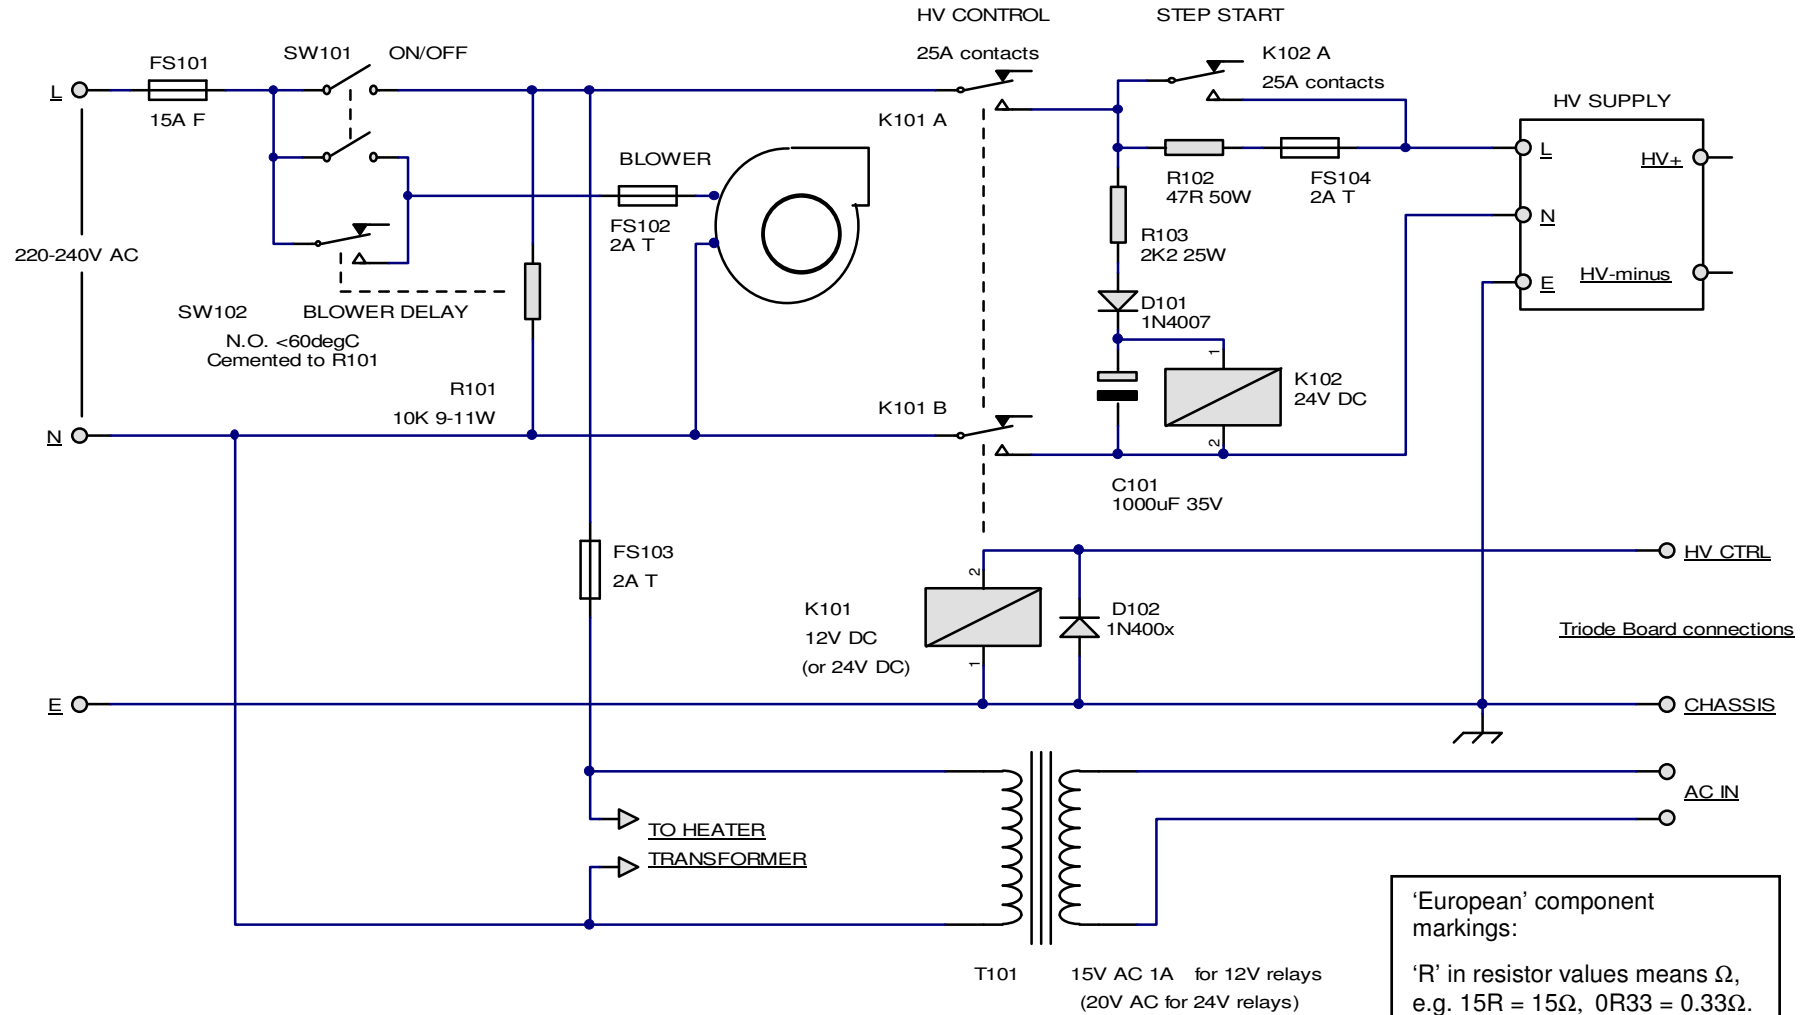 HV CONTROL
STEP START
FS101
SW101
ON/OFF
25A contacts
K102 A
25A contacts
L
15A F
K101 A
HV SUPPLY
BLOWER
L
HV+
R102
47R 50W
FS104
2A T
FS102
2A T
N
R103
2K2 25W
220-240V AC
E
HV-minus
SW102
BLOWER DELAY
D101
1N4007
N.O. <60degC
Cemented to R101
1
R101
10K 9-11W
K102
24V DC
K101 B
N
2
C101
1000uF 35V
FS103
2A T
HV CTRL
2
K101
12V DC
(or 24V DC)
D102
1N400x
Triode Board connections
1
E
CHASSIS
AC IN
TO HEATER
TRANSFORMER
T101
15V AC 1A for 12V relays
(20V AC for 24V relays)
‘European’ component
markings:
‘R’ in resistor values means Ω,
e.g. 15R = 15Ω, 0R33 = 0.33Ω.